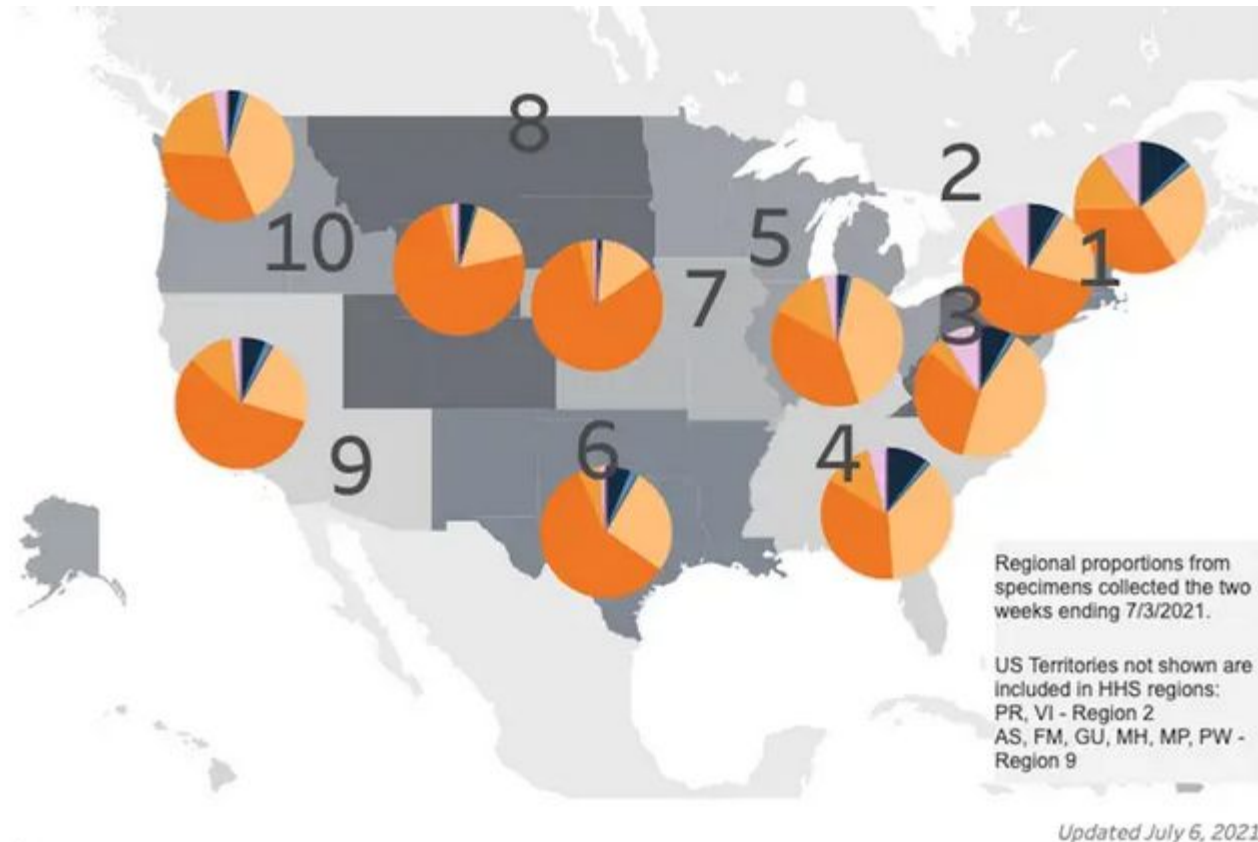 8
2
10
5
1
7
3
6
4
9
Regional proportions from
specimens collected the two
weeks ending 7/3/2021.
US Territories not shown are
included in HHS regions:
PR, VI - Region 2
AS, FM, GU, MH, MP, PW -
Region 9
Updated July 6, 2021